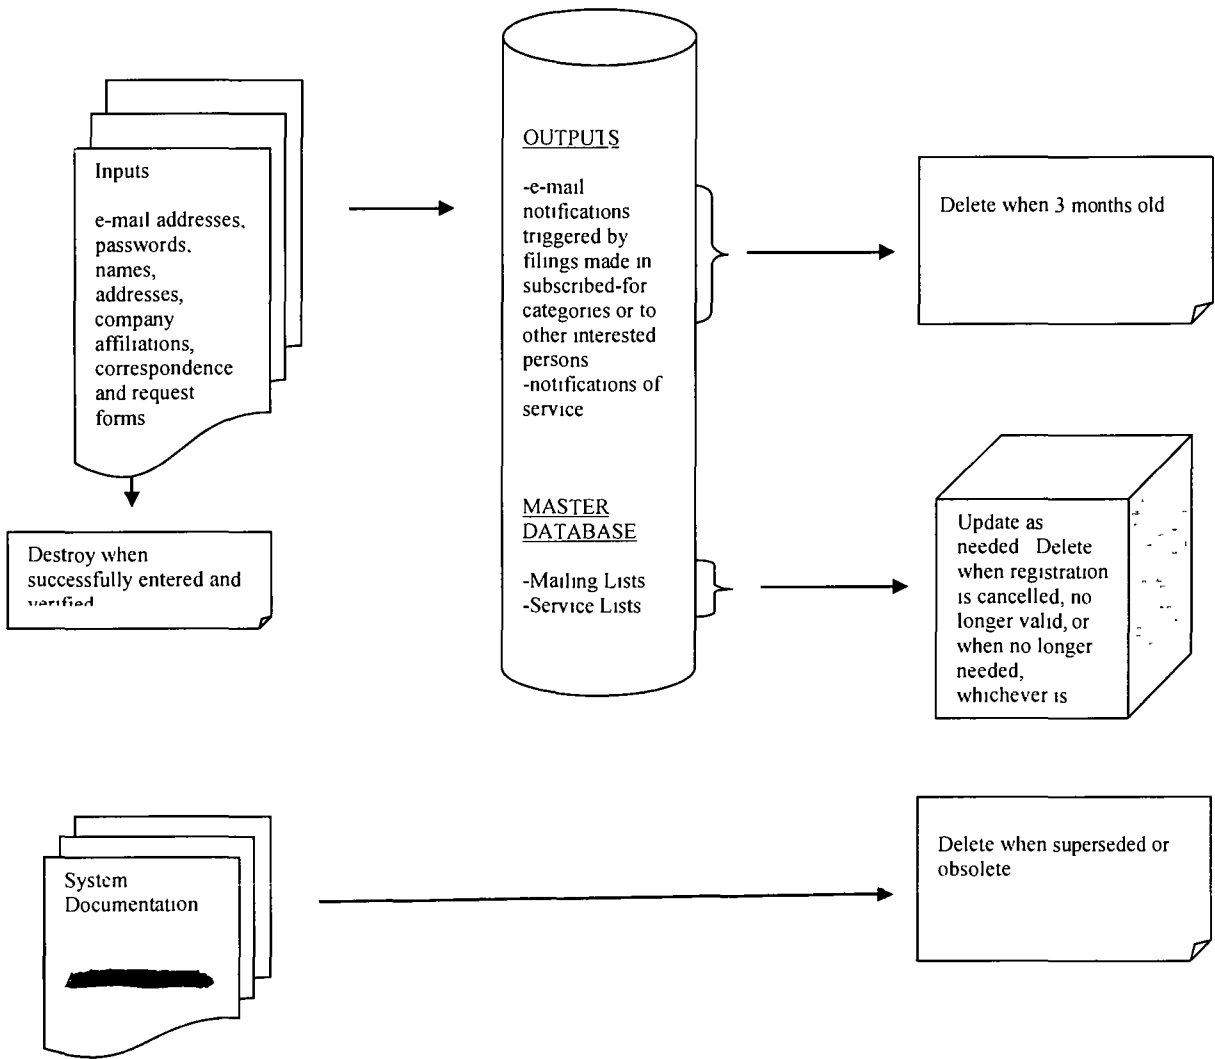 Inputs
e-mail addresses,
passwords,
names,
addresses,
company
affiliations,
correspondence
and request
forms
Destroy when
successfully entered and
verified
OUTPUTS
-e-mail
notifications
triggered by
filings made in
subscribed-for
categories or to
other interested
persons
-notifications of
service
MASTER
DATABASE
-Mailing Lists
-Service Lists
Delete when 3 months old
Update as
needed Delete
when registration
is cancelled, no
longer valid, or
when no longer
needed,
whichever is
System
Documentation
Delete when superseded or
obsolete